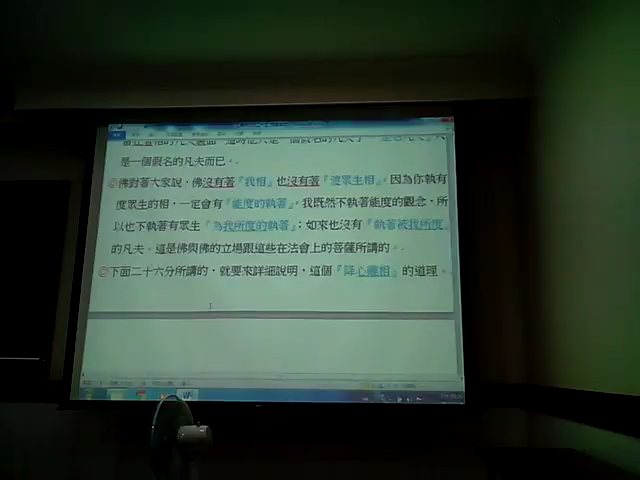 是一個假名的凡夫而已。
◎佛對著大家說，佛沒有著『我相』也沒有著『渡眾生相』，因為你執有
度眾生的相，一定會有『能度的執著』，我既然不執著能度的觀念，所
以也不執著有眾生『為我所度的執著』；如來也沒有『執著被我所度』
的凡夫。這是佛與佛的立場跟這些在法會上的菩薩所講的。
◎下面二十六分所講的，就要來詳細說明，這個『降心離相』的道理。